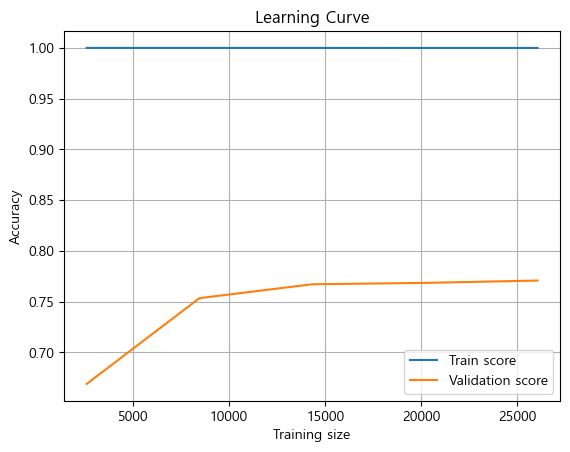 Learning Curve
1.00
0.95
0.90
0.85
0.80
0.75
0.70
Accuracy
Train score
Validation score
5000 10000 15000 20000 25000
Training size